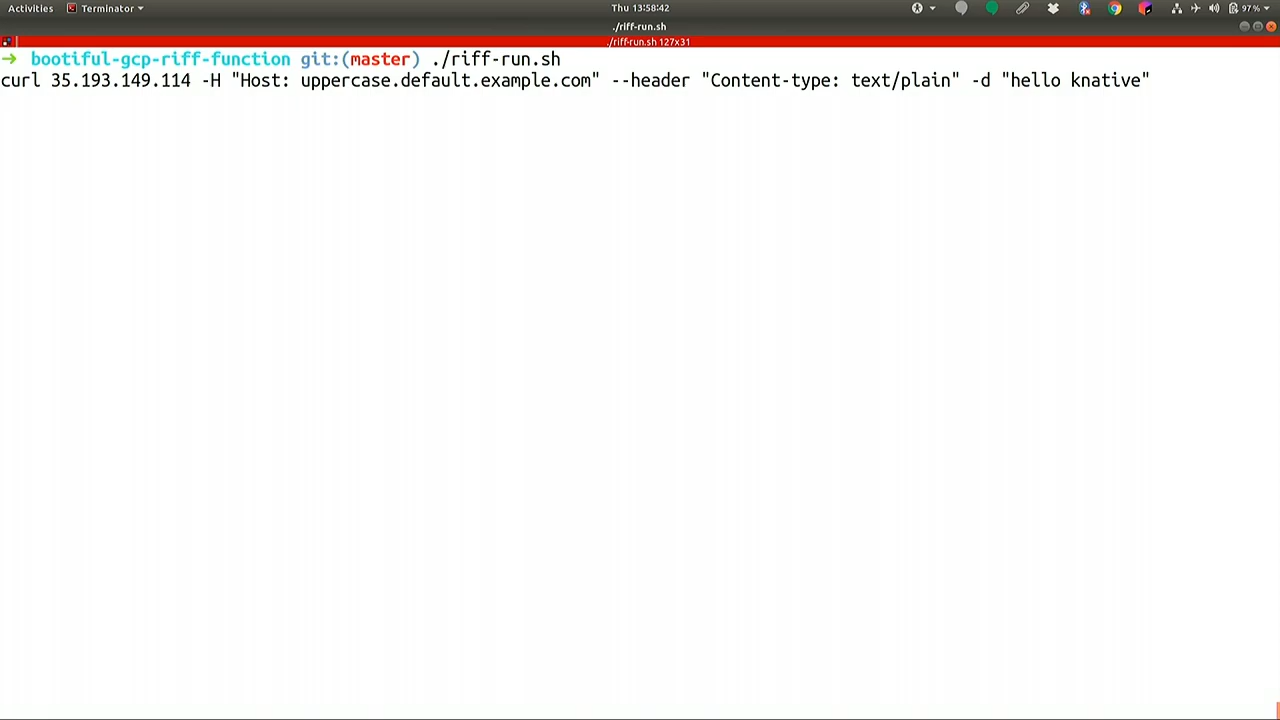 Activities Terminator Thu 13:58:42 97%
./riff-run.sh
./riff-run.sh 127x31
→ bootiful-gcp-riff-function git:(master) ./riff-run.sh
curl 35.193.149.114 -H "Host: uppercase.default.example.com" --header "Content-type: text/plain" -d "hello knative"